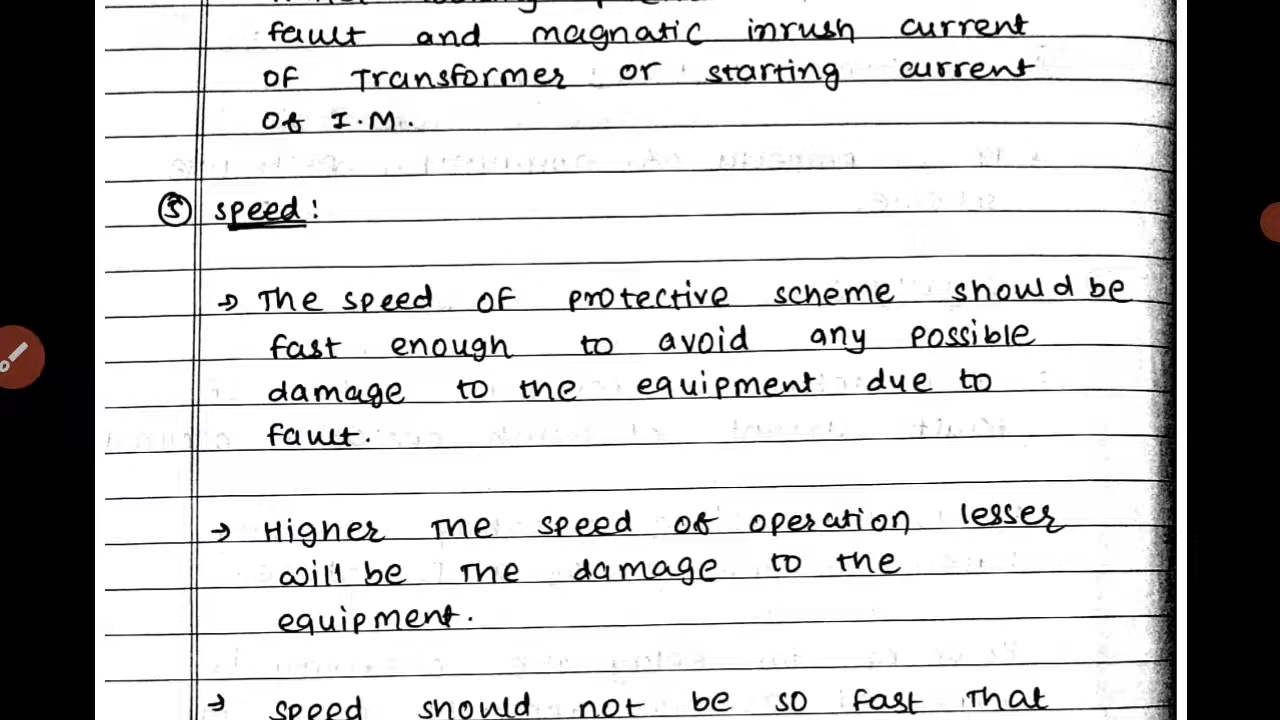 fault and magnatic inrush current
of Transformer or starting current
of I.M.
⑤ speed:
→ The speed of protective scheme should be
fast enough to avoid any possible
damage to the equipment due to
fault.
→ Higher the speed of operation lesser
will be the damage to the
equipment.
→ speed should not be so fast that